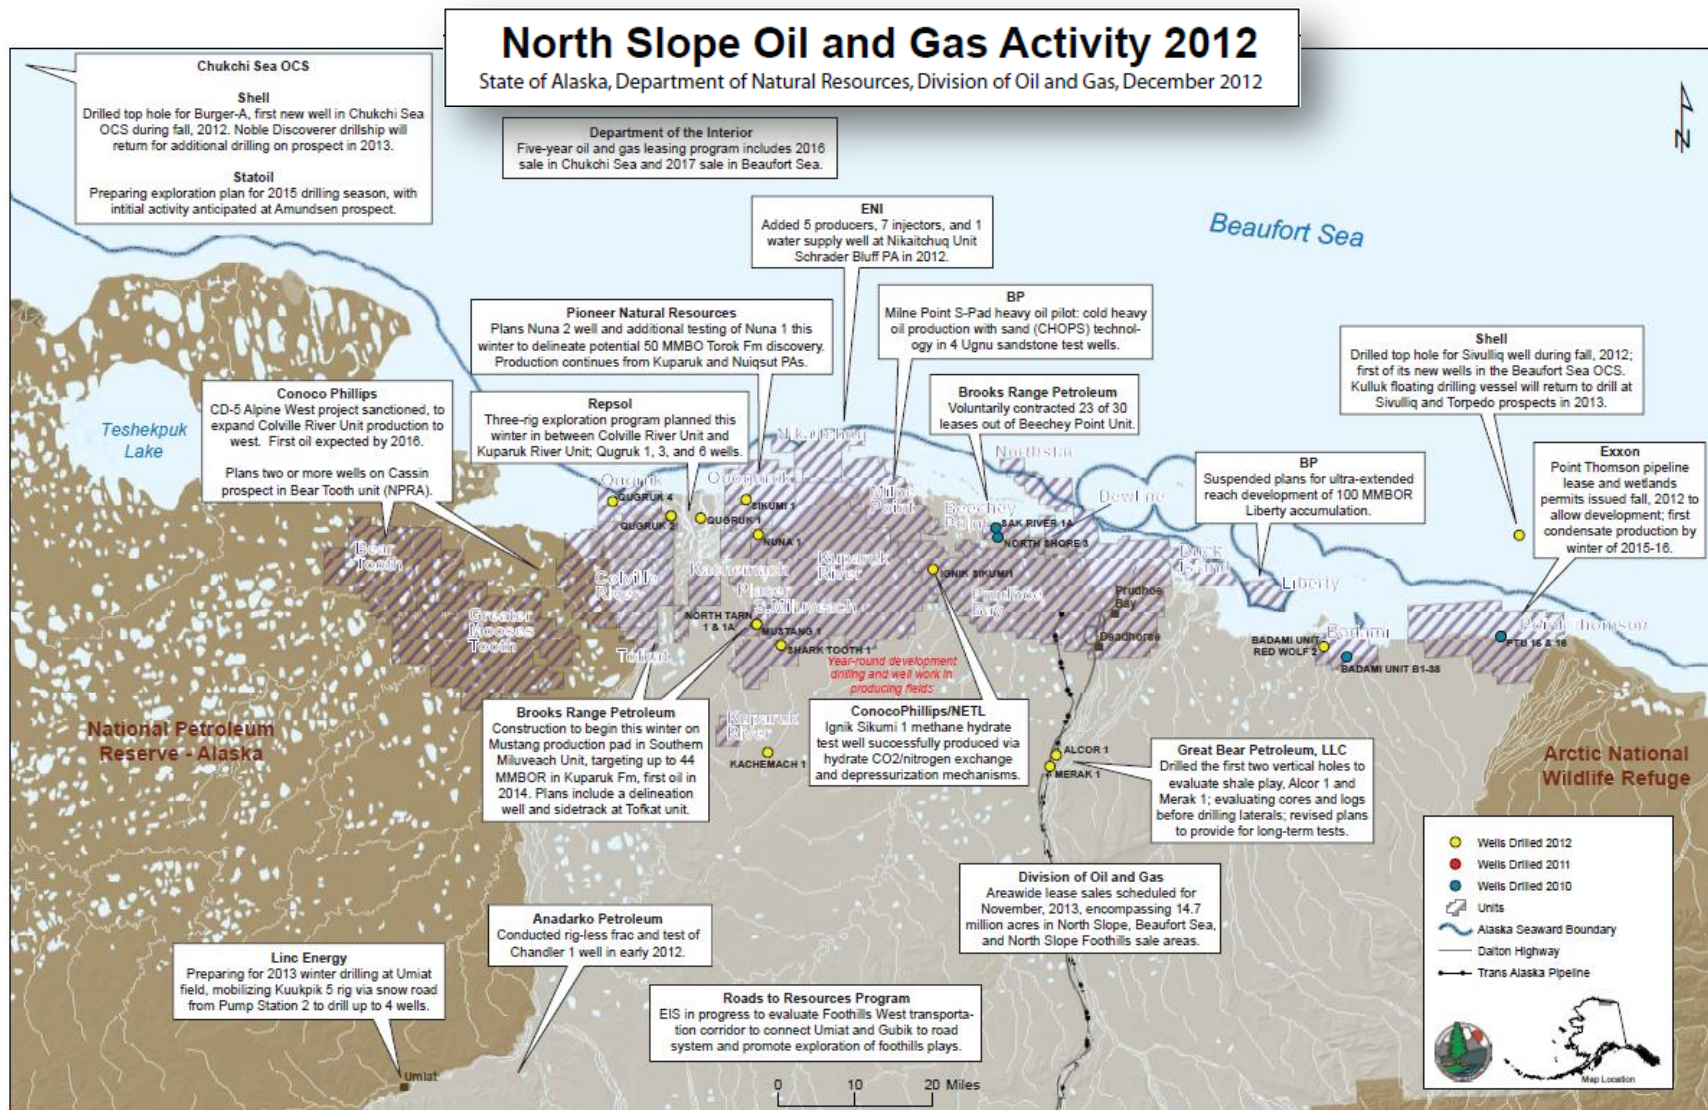 North Slope Oil and Gas Activity 2012
State of Alaska, Department of Natural Resources, Division of Oil and Gas, December 2012
Chukchi Sea OCS
Shell
Drilled top hole for Burger-A, first new well in Chukchi Sea
OCS during fall, 2012. Noble Discoverer drillship will
return for additional drilling on prospect in 2013.
Statoil
Preparing exploration plan for 2015 drilling season, with
intitial activity anticipated at Amundsen prospect.
Department of the Interior
Five-year oil and gas leasing program includes 2016
sale in Chukchi Sea and 2017 sale in Beaufort Sea.
N
ENI
Added 5 producers, 7 injectors, and 1
water supply well at Nikaitchuq Unit
Schrader Bluff PA in 2012.
Beaufort Sea
Pioneer Natural Resources
Plans Nuna 2 well and additional testing of Nuna 1 this
winter to delineate potential 50 MMBO Torok Fm discovery.
Production continues from Kuparuk and Nuiqsut PAs.
BP
Milne Point S-Pad heavy oil pilot: cold heavy
oil production with sand (CHOPS) technol-
ogy in 4 Ugnu sandstone test wells.
Shell
Drilled top hole for Sivulliq well during fall, 2012;
first of its new wells in the Beaufort Sea OCS.
Kulluk floating drilling vessel will return to drill at
Sivulliq and Torpedo prospects in 2013.
Conoco Phillips
CD-5 Alpine West project sanctioned, to
expand Colville River Unit production to
west. First oil expected by 2016.
Plans two or more wells on Cassin
prospect in Bear Tooth unit (NPRA).
Repsol
Three-rig exploration program planned this
winter in between Colville River Unit and
Kuparuk River Unit; Qugruk 1, 3, and 6 wells.
Brooks Range Petroleum
Voluntarily contracted 23 of 30
leases out of Beechey Point Unit.
BP
Suspended plans for ultra-extended
reach development of 100 MMBOR
Liberty accumulation.
Exxon
Point Thomson pipeline
lease and wetlands
permits issued fall, 2012 to
allow development; first
condensate production by
winter of 2015-16.
Teshekpuk
Lake
Nikaitchuq
Northstar
Qugruk
Oooguruk
Milne
Point
Beechey
Point
Dewline
QUGRUK 4
QUGRUK 2
QUGRUK 1
SIKUMI 1
NUNA 1
SAK RIVER 1A
NORTH SHORE 3
Bear
Tooth
Colville
River
Kachemach
Placer
S.Miluveach
Kuparuk
River
IGNIK SIKUMI1
Prudhoe
Bay
Duck
Island
Liberty
Prudhoe
Bay
Deadhorse
Greater
Mooses
Tooth
NORTH TARN
1 & 1A
MUSTANG 1
SHARK TOOTH 1
Tofkat
BADAMI UNIT
RED WOLF 2
Badami
BADAMI UNIT B1-38
Point Thomson
PTU 15 & 16
Year-round development
drilling and well work in
producing fields
National Petroleum
Reserve - Alaska
Brooks Range Petroleum
Construction to begin this winter on
Mustang production pad in Southern
Miluveach Unit, targeting up to 44
MMBOR in Kuparuk Fm, first oil in
2014. Plans include a delineation
well and sidetrack at Tofkat unit.
Kuparuk
River
KACHEMACH 1
ConocoPhillips/NETL
Ignik Sikumi 1 methane hydrate
test well successfully produced via
hydrate CO2/nitrogen exchange
and depressurization mechanisms.
ALCOR 1
MERAK 1
Great Bear Petroleum, LLC
Drilled the first two vertical holes to
evaluate shale play, Alcor 1 and
Merak 1; evaluating cores and logs
before drilling laterals; revised plans
to provide for long-term tests.
Arctic National
Wildlife Refuge
Division of Oil and Gas
Areawide lease sales scheduled for
November, 2013, encompassing 14.7
million acres in North Slope, Beaufort Sea,
and North Slope Foothills sale areas.
Anadarko Petroleum
Conducted rig-less frac and test of
Chandler 1 well in early 2012.
Linc Energy
Preparing for 2013 winter drilling at Umiat
field, mobilizing Kuukpik 5 rig via snow road
from Pump Station 2 to drill up to 4 wells.
Roads to Resources Program
EIS in progress to evaluate Foothills West transporta-
tion corridor to connect Umiat and Gubik to road
system and promote exploration of foothills plays.
Umiat
0 10 20 Miles
Wells Drilled 2012
Wells Drilled 2011
Wells Drilled 2010
Units
Alaska Seaward Boundary
Dalton Highway
Trans Alaska Pipeline
Map Location